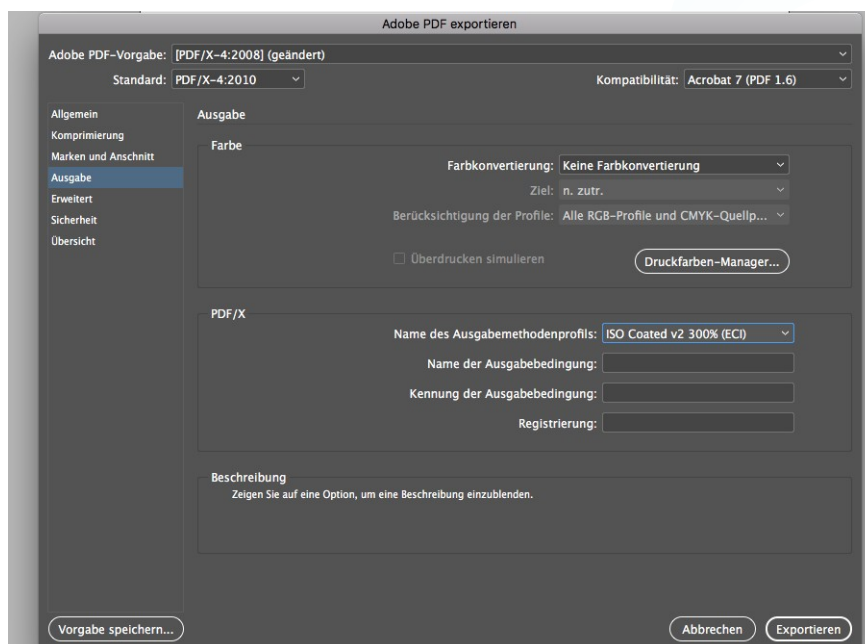 Adobe PDF exportieren
Adobe PDF-Vorgabe: [PDF/X-4:2008] (geändert)
Standard: PDF/X-4:2010 Kompatibilität: Acrobat 7 (PDF 1.6)
Allgemein
Komprimierung
Marken und Anschnitt
Ausgabe
Erweitert
Sicherheit
Übersicht
Ausgabe
Farbe
Farbkonvertierung: Keine Farbkonvertierung
Ziel: n. zutr.
Berücksichtigung der Profile: Alle RGB-Profile und CMYK-Quellp...
Überdrucken simulieren Druckfarben-Manager...
PDF/X
Name des Ausgabemethodenprofils: ISO Coated v2 300% (ECI)
Name der Ausgabebedingung:
Kennung der Ausgabebedingung:
Registrierung:
Beschreibung
Zeigen Sie auf eine Option, um eine Beschreibung einzublenden.
Vorgabe speichern... Abbrechen Exportieren